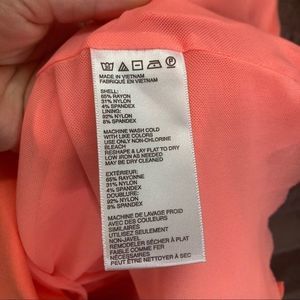 MADE IN VIETNAM
FABRIQUÉ EN VIETNAM
SHELL:
65% RAYON
31% NYLON
4% SPANDEX
LINING:
92% NYLON
8% SPANDEX
MACHINE WASH COLD
WITH LIKE COLORS
USE ONLY NON-CHLORINE
BLEACH
RESHAPE & LAY FLAT TO DRY
LOW IRON AS NEEDED
MAY BE DRY CLEANED
EXTÉRIEUR:
65% RAYONNE
31% NYLON
4% SPANDEX
DOUBLURE:
92% NYLON
8% SPANDEX
MACHINE DE LAVAGE FROID
AVEC DES COULEURS
SIMILAIRES
UTILISEZ SEULEMENT
NON-JAVEL
REMODELER SÉCHER À PLAT
FAIBLE COMME FER
NÉCESSAIRES
PEUT ÊTRE NETTOYER À SEC